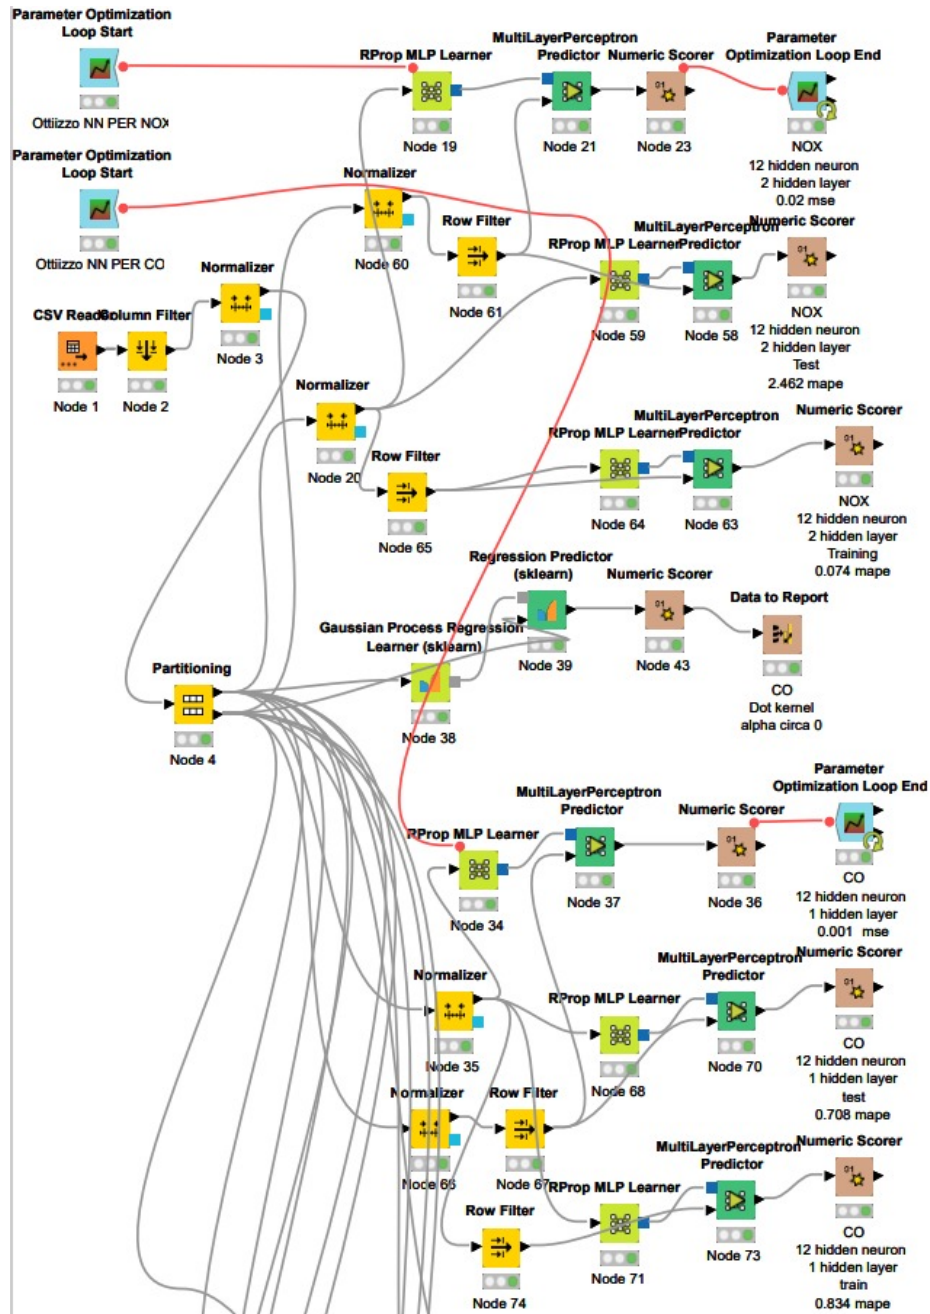 Parameter Optimization
Loop Start
Ottiizzo NN PER NOX
RProp MLP Learner
Node 19
MultiLayerPerceptron
Predictor
Node 21
Numeric Scorer
Node 23
Parameter
Optimization Loop End
NOX
12 hidden neuron
2 hidden layer
0.02 mse
Parameter Optimization
Loop Start
Ottiizzo NN PER CO
Normalizer
Node 60
Row Filter
Node 61
RProp MLP Learner
Node 59
MultiLayerPerceptron
Predictor
Node 58
Numeric Scorer
NOX
12 hidden neuron
2 hidden layer
Test
2.462 mape
CSV Reader
Node 1
Column Filter
Node 2
Normalizer
Node 3
Normalizer
Node 20
Row Filter
Node 65
RProp MLP Learner
Node 64
MultiLayerPerceptron
Predictor
Node 63
Numeric Scorer
NOX
12 hidden neuron
2 hidden layer
Training
0.074 mape
Partitioning
Node 4
Gaussian Process Regression
Learner (sklearn)
Node 38
Regression Predictor
(sklearn)
Node 39
Numeric Scorer
Node 43
Data to Report
CO
Dot kernel
alpha circa 0
RProp MLP Learner
Node 34
MultiLayerPerceptron
Predictor
Node 37
Numeric Scorer
Node 36
Parameter
Optimization Loop End
CO
12 hidden neuron
1 hidden layer
0.001 mse
Normalizer
Node 35
RProp MLP Learner
Node 68
MultiLayerPerceptron
Predictor
Node 70
Numeric Scorer
CO
12 hidden neuron
1 hidden layer
test
0.708 mape
Normalizer
Node 66
Row Filter
Node 67
Row Filter
Node 74
RProp MLP Learner
Node 71
MultiLayerPerceptron
Predictor
Node 73
Numeric Scorer
CO
12 hidden neuron
1 hidden layer
train
0.834 mape